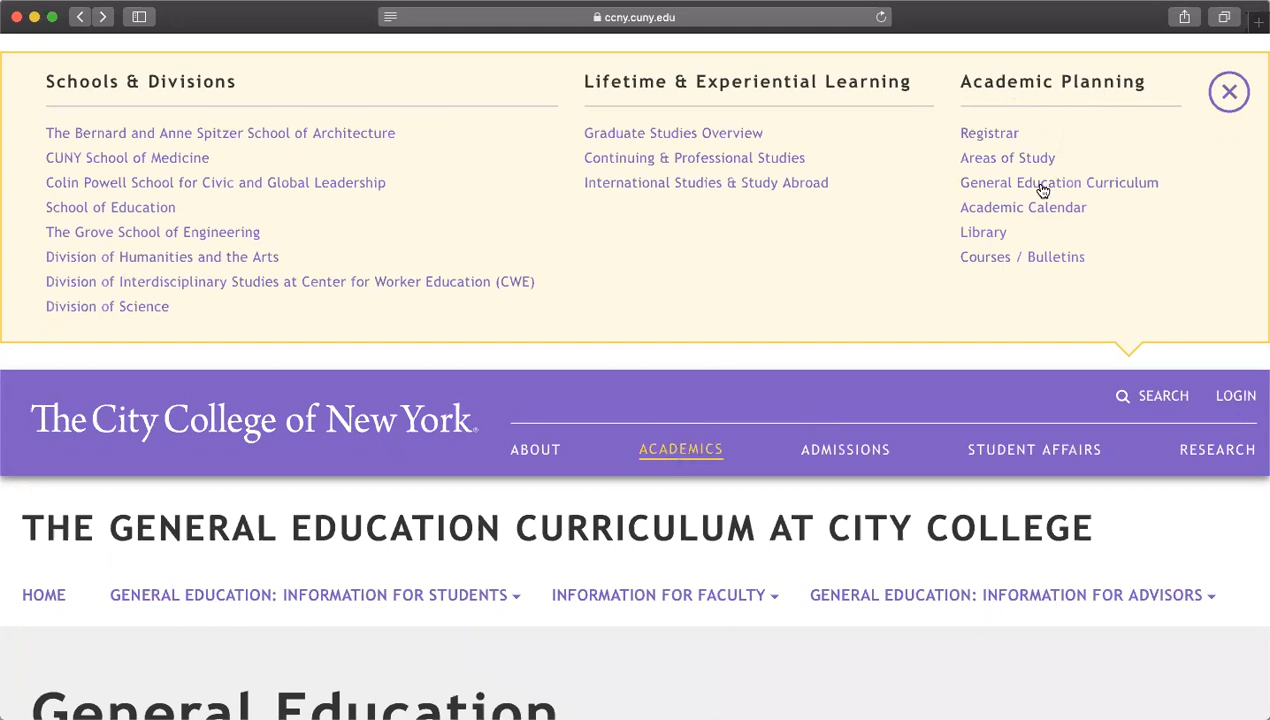 ccny.cuny.edu
Schools & Divisions
The Bernard and Anne Spitzer School of Architecture
CUNY School of Medicine
Colin Powell School for Civic and Global Leadership
School of Education
The Grove School of Engineering
Division of Humanities and the Arts
Division of Interdisciplinary Studies at Center for Worker Education (CWE)
Division of Science
Lifetime & Experiential Learning
Graduate Studies Overview
Continuing & Professional Studies
International Studies & Study Abroad
Academic Planning
Registrar
Areas of Study
General Education Curriculum
Academic Calendar
Library
Courses / Bulletins
SEARCH LOGIN
The City College of New York
ABOUT ACADEMICS ADMISSIONS STUDENT AFFAIRS RESEARCH
THE GENERAL EDUCATION CURRICULUM AT CITY COLLEGE
HOME GENERAL EDUCATION: INFORMATION FOR STUDENTS INFORMATION FOR FACULTY GENERAL EDUCATION: INFORMATION FOR ADVISORS
General Education